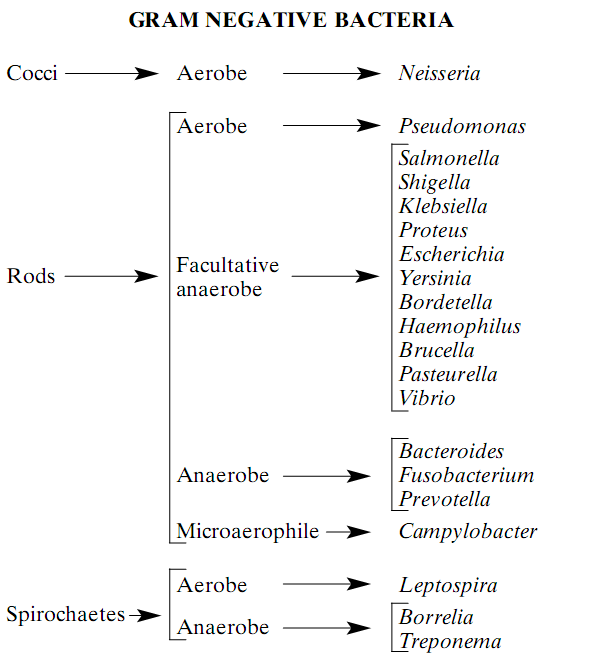 GRAM NEGATIVE BACTERIA
Cocci Aerobe Neisseria
Aerobe Pseudomonas
Salmonella
Shigella
Klebsiella
Proteus
Escherichia
Rods Facultative anaerobe
Yersinia
Bordetella
Haemophilus
Brucella
Pasteurella
Vibrio
Bacteroides
Anaerobe Fusobacterium
Prevotella
Microaerophile Campylobacter
Aerobe Leptospira
Spirochaetes
Borrelia
Anaerobe
Treponema